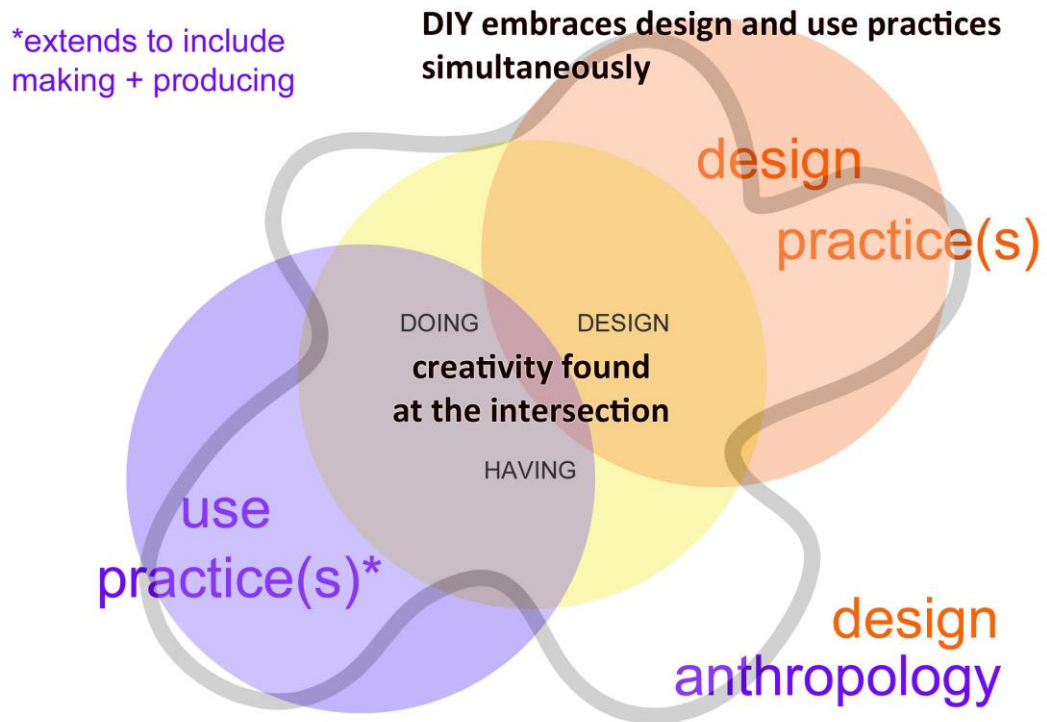 *extends to include
making + producing
DIY embraces design and use practices
simultaneously
design
practice(s)
DOING DESIGN
creativity found
at the intersection
HAVING
use
practice(s)*
design
anthropology